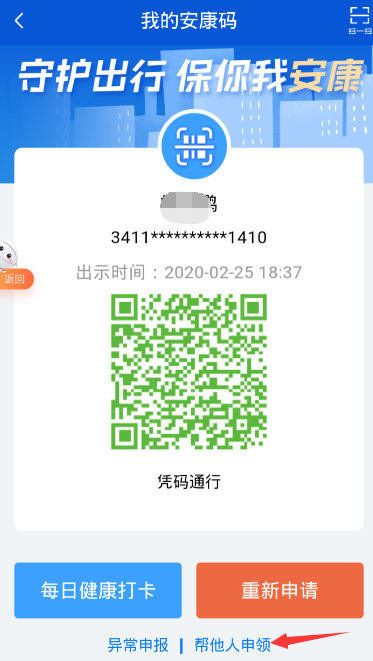 我的安康码
扫一扫
守护出行 保你我安康
鹏
3411**********1410
返回
出示时间：2020-02-25 18:37
凭码通行
每日健康打卡
重新申请
异常申报 | 帮他人申领